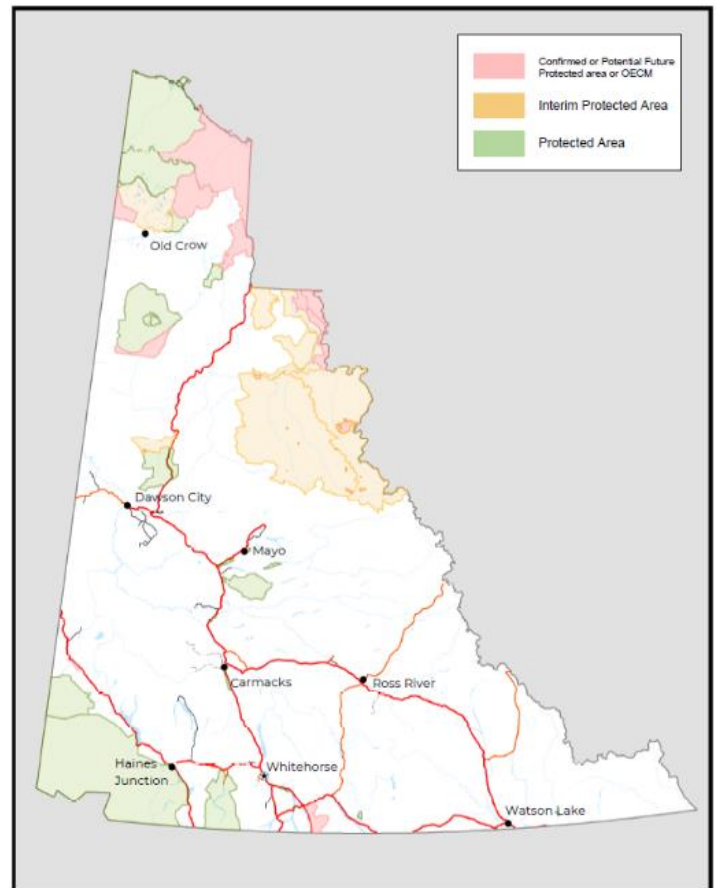 Confirmed or Potential Future
Protected area or OECM
Interim Protected Area
Protected Area
Old Crow
Dawson City
Mayo
Carmacks
Ross River
Haines
Junction
Whitehorse
Watson Lake